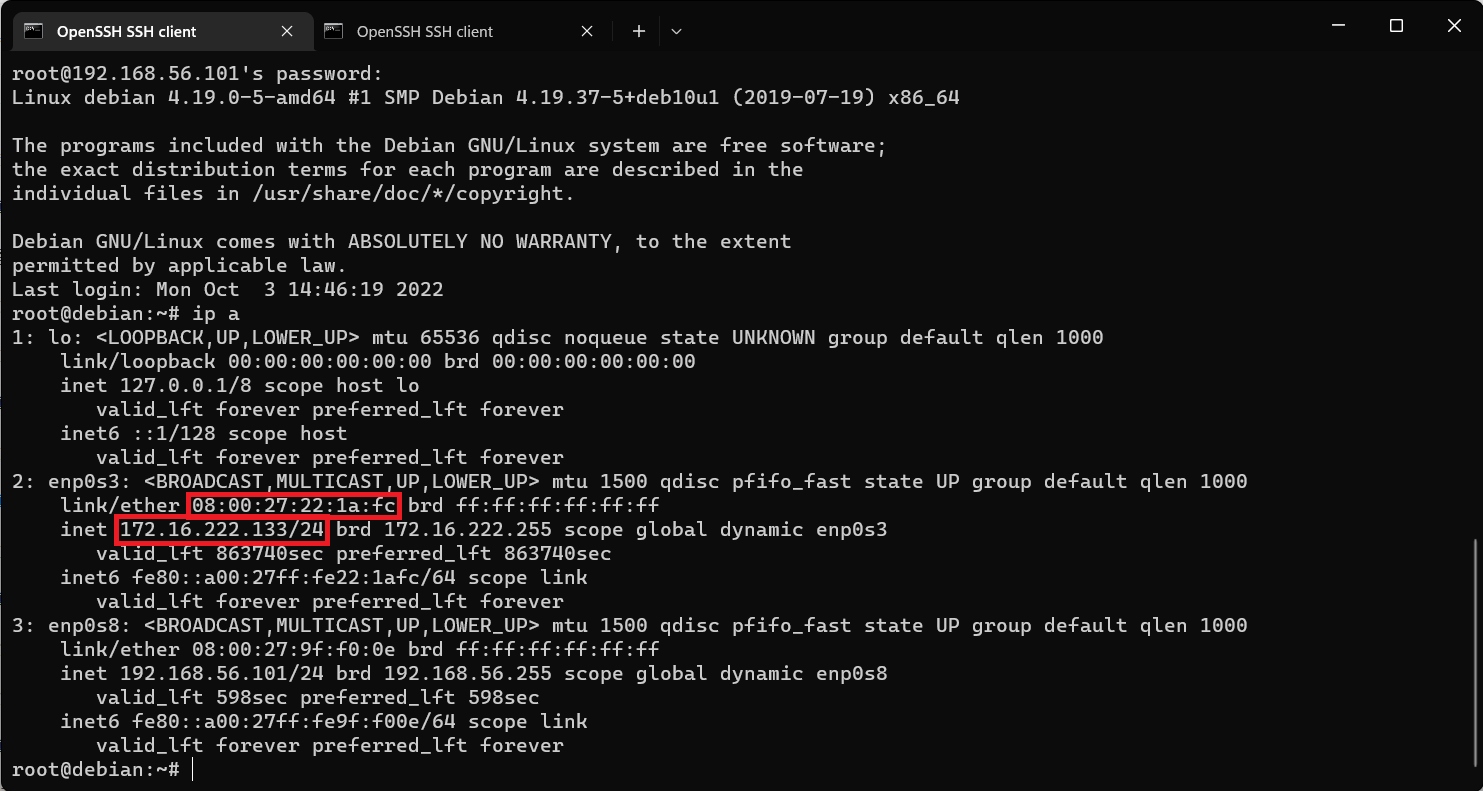 OpenSSH SSH client
OpenSSH SSH client
root@192.168.56.101's password:
Linux debian 4.19.0-5-amd64 #1 SMP Debian 4.19.37-5+deb10u1 (2019-07-19) x86_64
The programs included with the Debian GNU/Linux system are free software;
the exact distribution terms for each program are described in the
individual files in /usr/share/doc/*/copyright.
Debian GNU/Linux comes with ABSOLUTELY NO WARRANTY, to the extent
permitted by applicable law.
Last login: Mon Oct  3 14:46:19 2022
root@debian:~# ip a
1: lo: <LOOPBACK,UP,LOWER_UP> mtu 65536 qdisc noqueue state UNKNOWN group default qlen 1000
    link/loopback 00:00:00:00:00:00 brd 00:00:00:00:00:00
    inet 127.0.0.1/8 scope host lo
       valid_lft forever preferred_lft forever
    inet6 ::1/128 scope host
       valid_lft forever preferred_lft forever
2: enp0s3: <BROADCAST,MULTICAST,UP,LOWER_UP> mtu 1500 qdisc pfifo_fast state UP group default qlen 1000
    link/ether 08:00:27:22:1a:fc brd ff:ff:ff:ff:ff:ff
    inet 172.16.222.133/24 brd 172.16.222.255 scope global dynamic enp0s3
       valid_lft 863740sec preferred_lft 863740sec
    inet6 fe80::a00:27ff:fe22:1afc/64 scope link
       valid_lft forever preferred_lft forever
3: enp0s8: <BROADCAST,MULTICAST,UP,LOWER_UP> mtu 1500 qdisc pfifo_fast state UP group default qlen 1000
    link/ether 08:00:27:9f:f0:0e brd ff:ff:ff:ff:ff:ff
    inet 192.168.56.101/24 brd 192.168.56.255 scope global dynamic enp0s8
       valid_lft 598sec preferred_lft 598sec
    inet6 fe80::a00:27ff:fe9f:f00e/64 scope link
       valid_lft forever preferred_lft forever
root@debian:~#